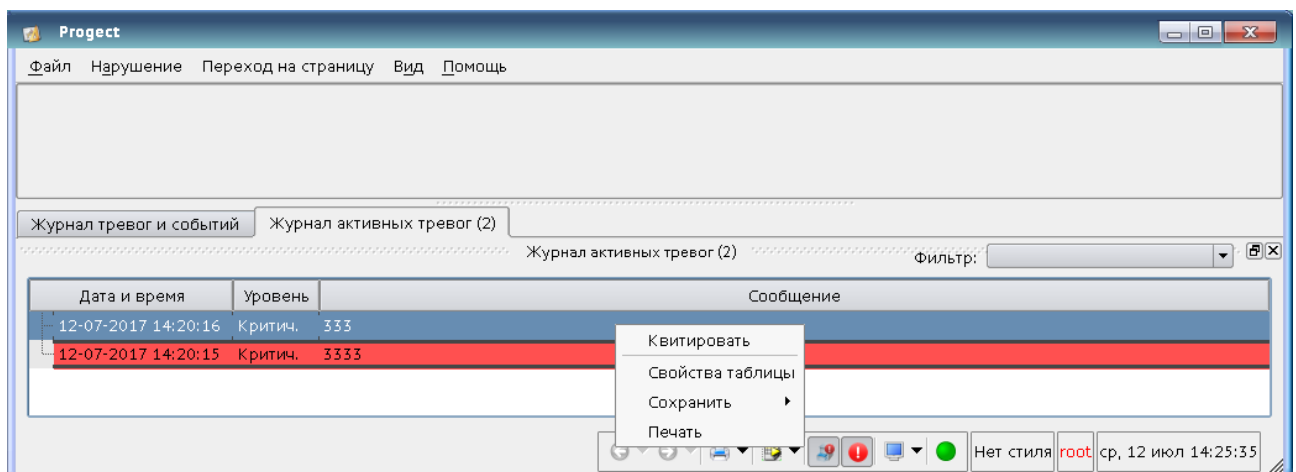 Progect
Файл Нарушение Переход на страницу Вид Помощь
Журнал тревог и событий Журнал активных тревог (2)
Журнал активных тревог (2) Фильтр:
Дата и время Уровень Сообщение
12-07-2017 14:20:16 Критич. 333
12-07-2017 14:20:15 Критич. 3333
Квитировать
Свойства таблицы
Сохранить
Печать
Нет стиля root ср, 12 июл 14:25:35